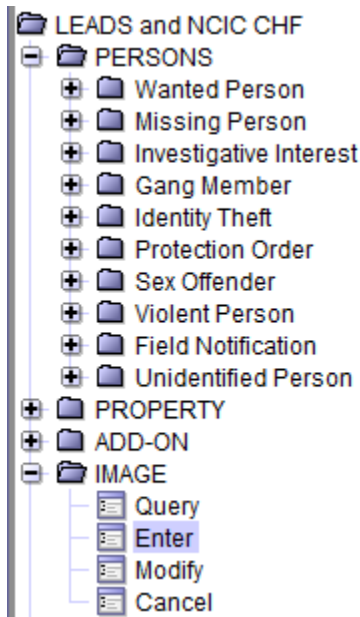 LEADS and NCIC CHF
PERSONS
Wanted Person
Missing Person
Investigative Interest
Gang Member
Identity Theft
Protection Order
Sex Offender
Violent Person
Field Notification
Unidentified Person
PROPERTY
ADD-ON
IMAGE
Query
Enter
Modify
Cancel